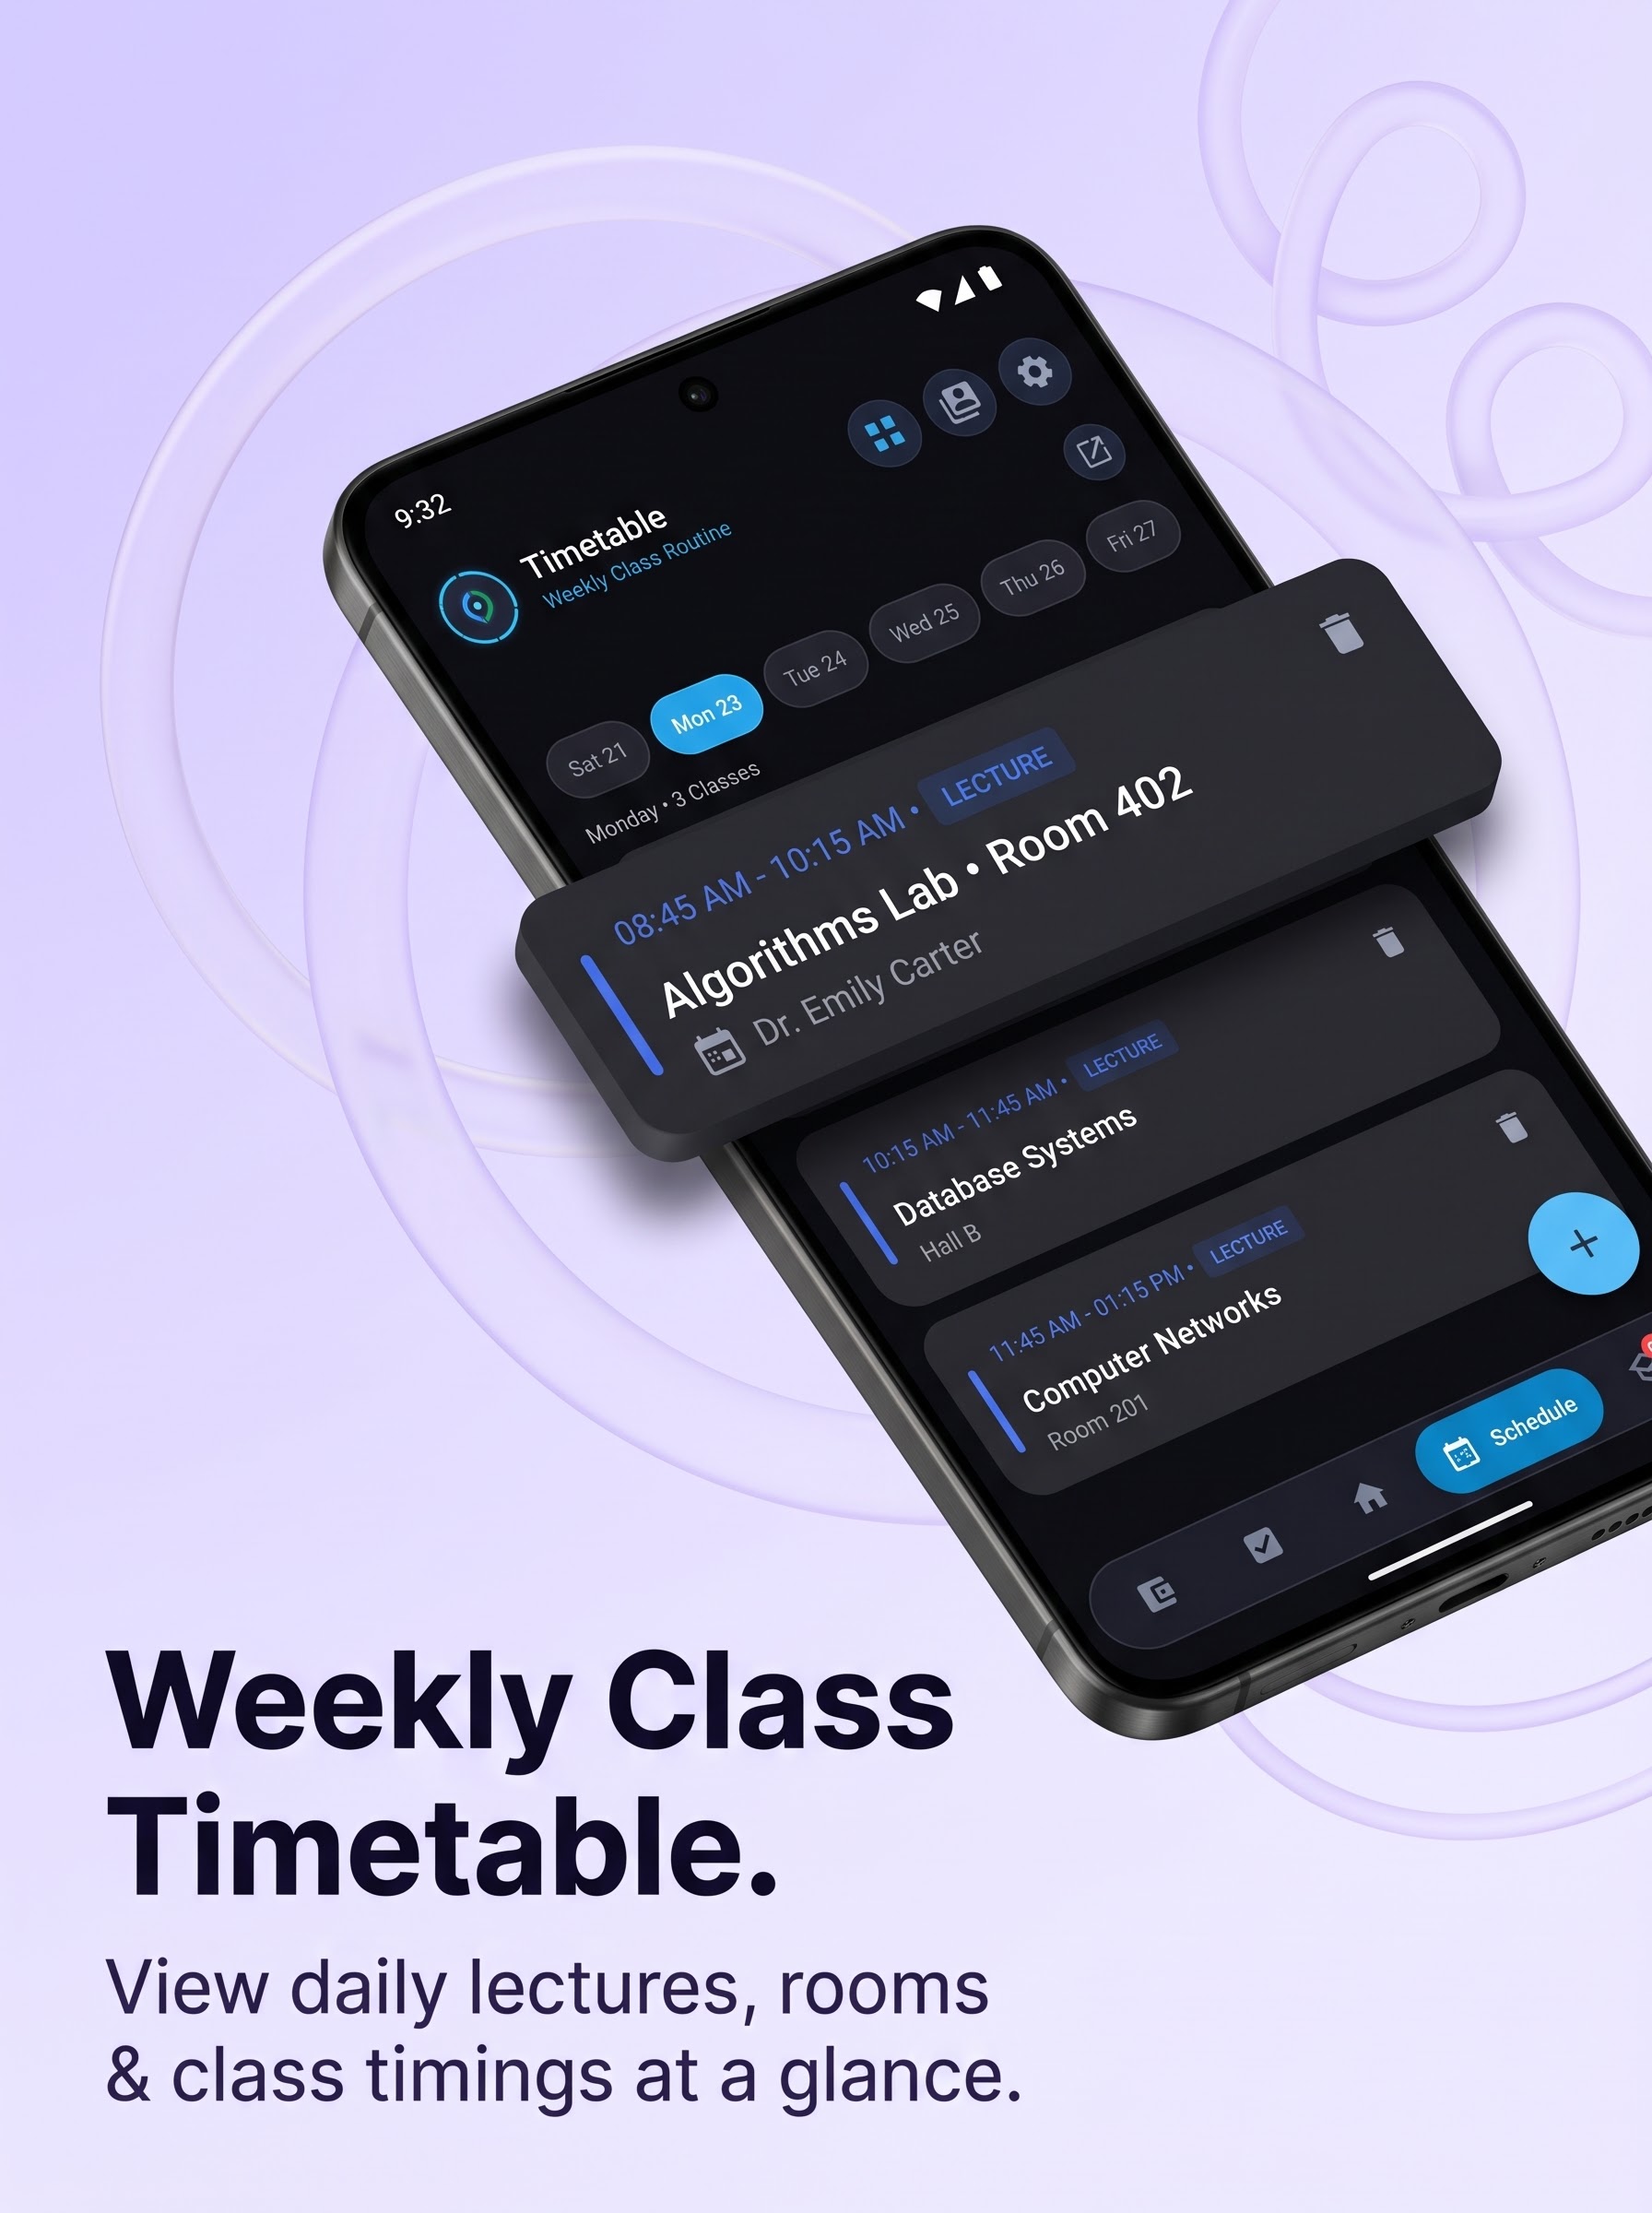 9:32
Timetable
Weekly Class Routine
Sat 21
Mon 23
Tue 24
Wed 25
Thu 26
Fri 27
Monday • 3 Classes
08:45 AM - 10:15 AM • LECTURE
Algorithms Lab • Room 402
Dr. Emily Carter
10:15 AM - 11:45 AM • LECTURE
Database Systems
Hall B
11:45 AM - 01:15 PM • LECTURE
Computer Networks
Room 201
Schedule
Weekly Class
Timetable.
View daily lectures, rooms
& class timings at a glance.